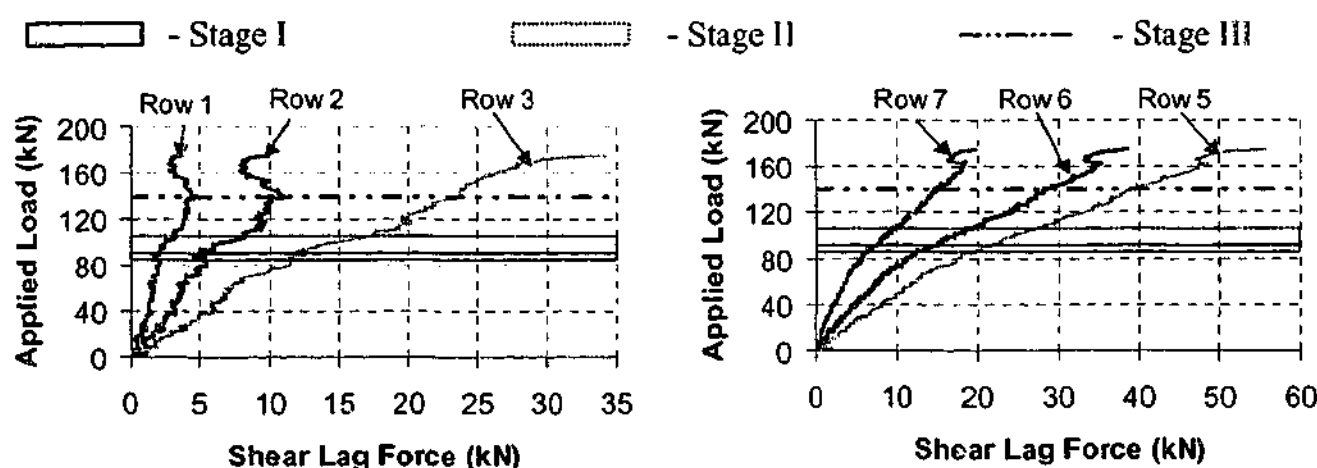 - Stage I - Stage II - Stage III
Row 1 Row 2 Row 3
Applied Load (kN)
200
160
120
80
40
0
0 5 10 15 20 25 30 35
Shear Lag Force (kN)
Row 7 Row 6 Row 5
Applied Load (kN)
200
160
120
80
40
0
0 10 20 30 40 50 60
Shear Lag Force (kN)